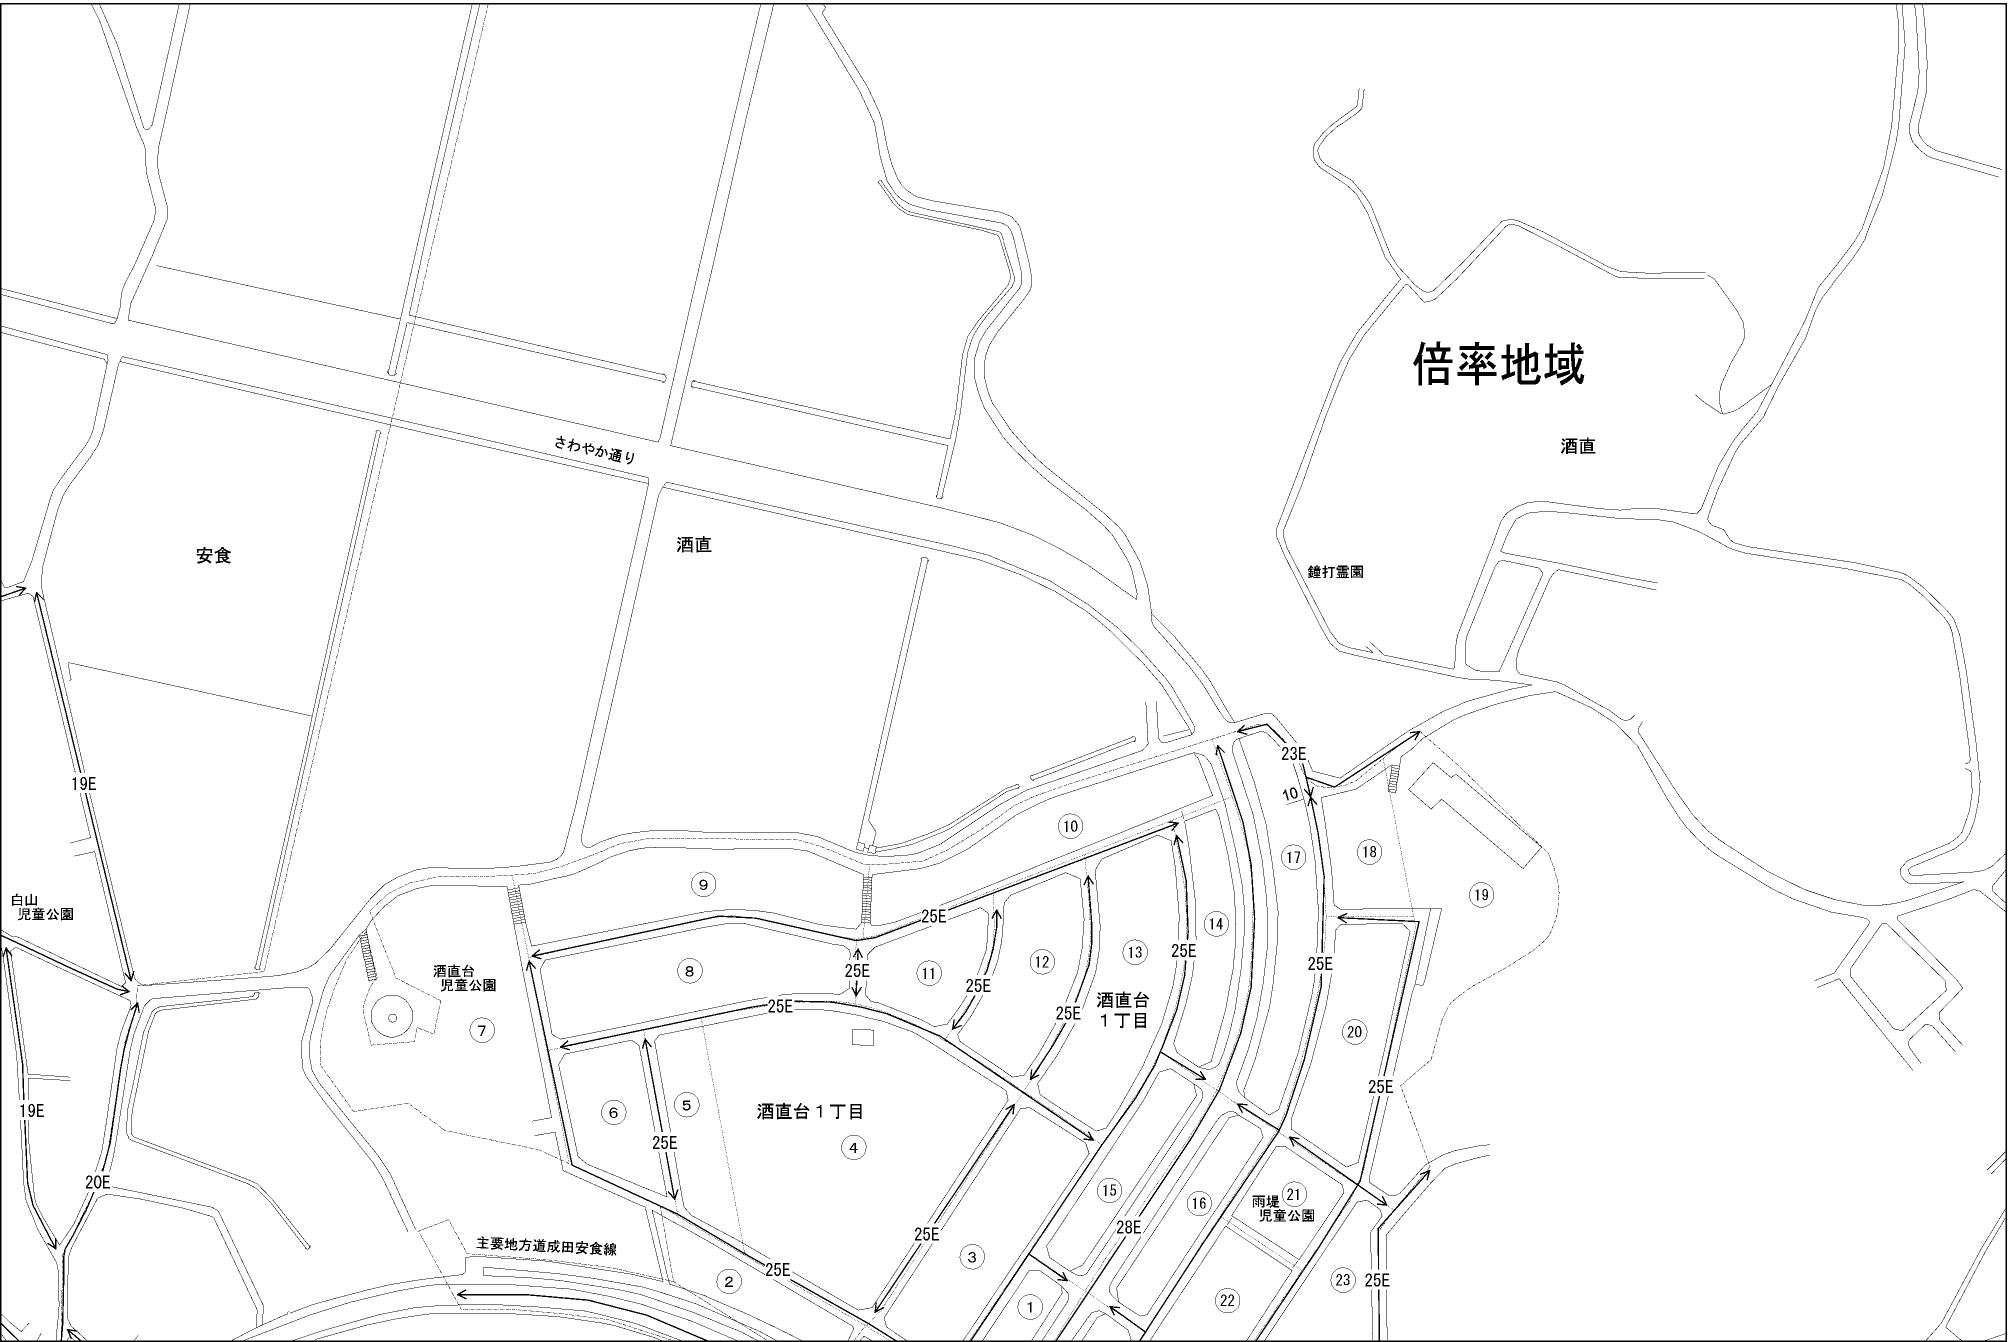 倍率地域
酒直
さわやか通り
安食
酒直
鐘打霊園
19E
23E
10
10
17
18
19
9
白山
児童公園
25E
14
8
酒直台
児童公園
25E
11
12
13
25E
25E
25E
25E
酒直台
1丁目
25E
7
20
19E
6
5
酒直台1丁目
25E
25E
4
20E
15
16
21
雨堤
児童公園
28E
25E
主要地方道成田安食線
3
25E
2
1
22
23
25E